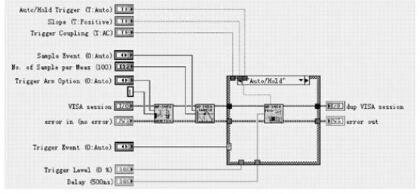 Auto/Hold Trigger (T:Auto)
Slope (T:Positive)
Trigger Coupling (T:AC)
Sample Event (0:Auto)
No. of Sample per Meas (100)
Trigger Arm Option (0:Auto)
Auto/Hold"
VISA session
dup VISA session
error in (no error)
error out
Trigger Event (0:Auto)
Trigger Level (0 %)
Delay (500ns)